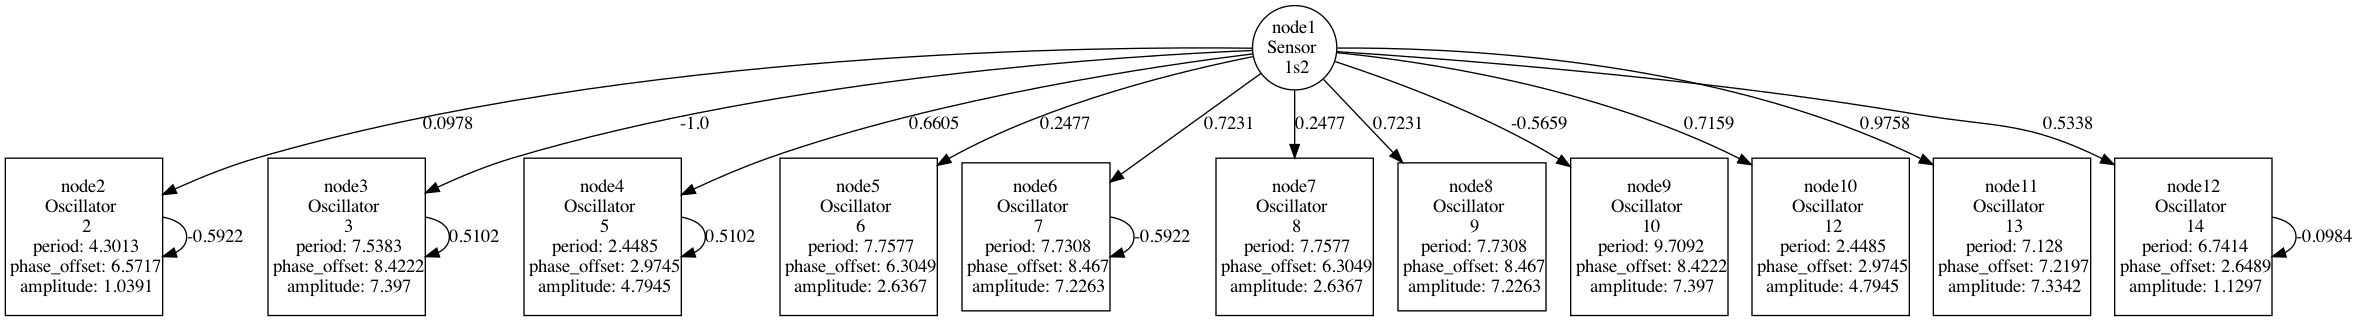 node1
Sensor
1s2
0.0978
-1.0
0.6605
0.2477
0.7231
0.2477
0.7231
-0.5659
0.7159
0.9758
0.5338
node2
Oscillator
2
period: 4.3013
phase_offset: 6.5717
amplitude: 1.0391
-0.5922
node3
Oscillator
3
period: 7.5383
phase_offset: 8.4222
amplitude: 7.397
0.5102
node4
Oscillator
5
period: 2.4485
phase_offset: 2.9745
amplitude: 4.7945
0.5102
node5
Oscillator
6
period: 7.7577
phase_offset: 6.3049
amplitude: 2.6367
node6
Oscillator
7
period: 7.7308
phase_offset: 8.467
amplitude: 7.2263
-0.5922
node7
Oscillator
8
period: 7.7577
phase_offset: 6.3049
amplitude: 2.6367
node8
Oscillator
9
period: 7.7308
phase_offset: 8.467
amplitude: 7.2263
node9
Oscillator
10
period: 9.7092
phase_offset: 8.4222
amplitude: 7.397
node10
Oscillator
12
period: 2.4485
phase_offset: 2.9745
amplitude: 4.7945
node11
Oscillator
13
period: 7.128
phase_offset: 7.2197
amplitude: 7.3342
node12
Oscillator
14
period: 6.7414
phase_offset: 2.6489
amplitude: 1.1297
-0.0984